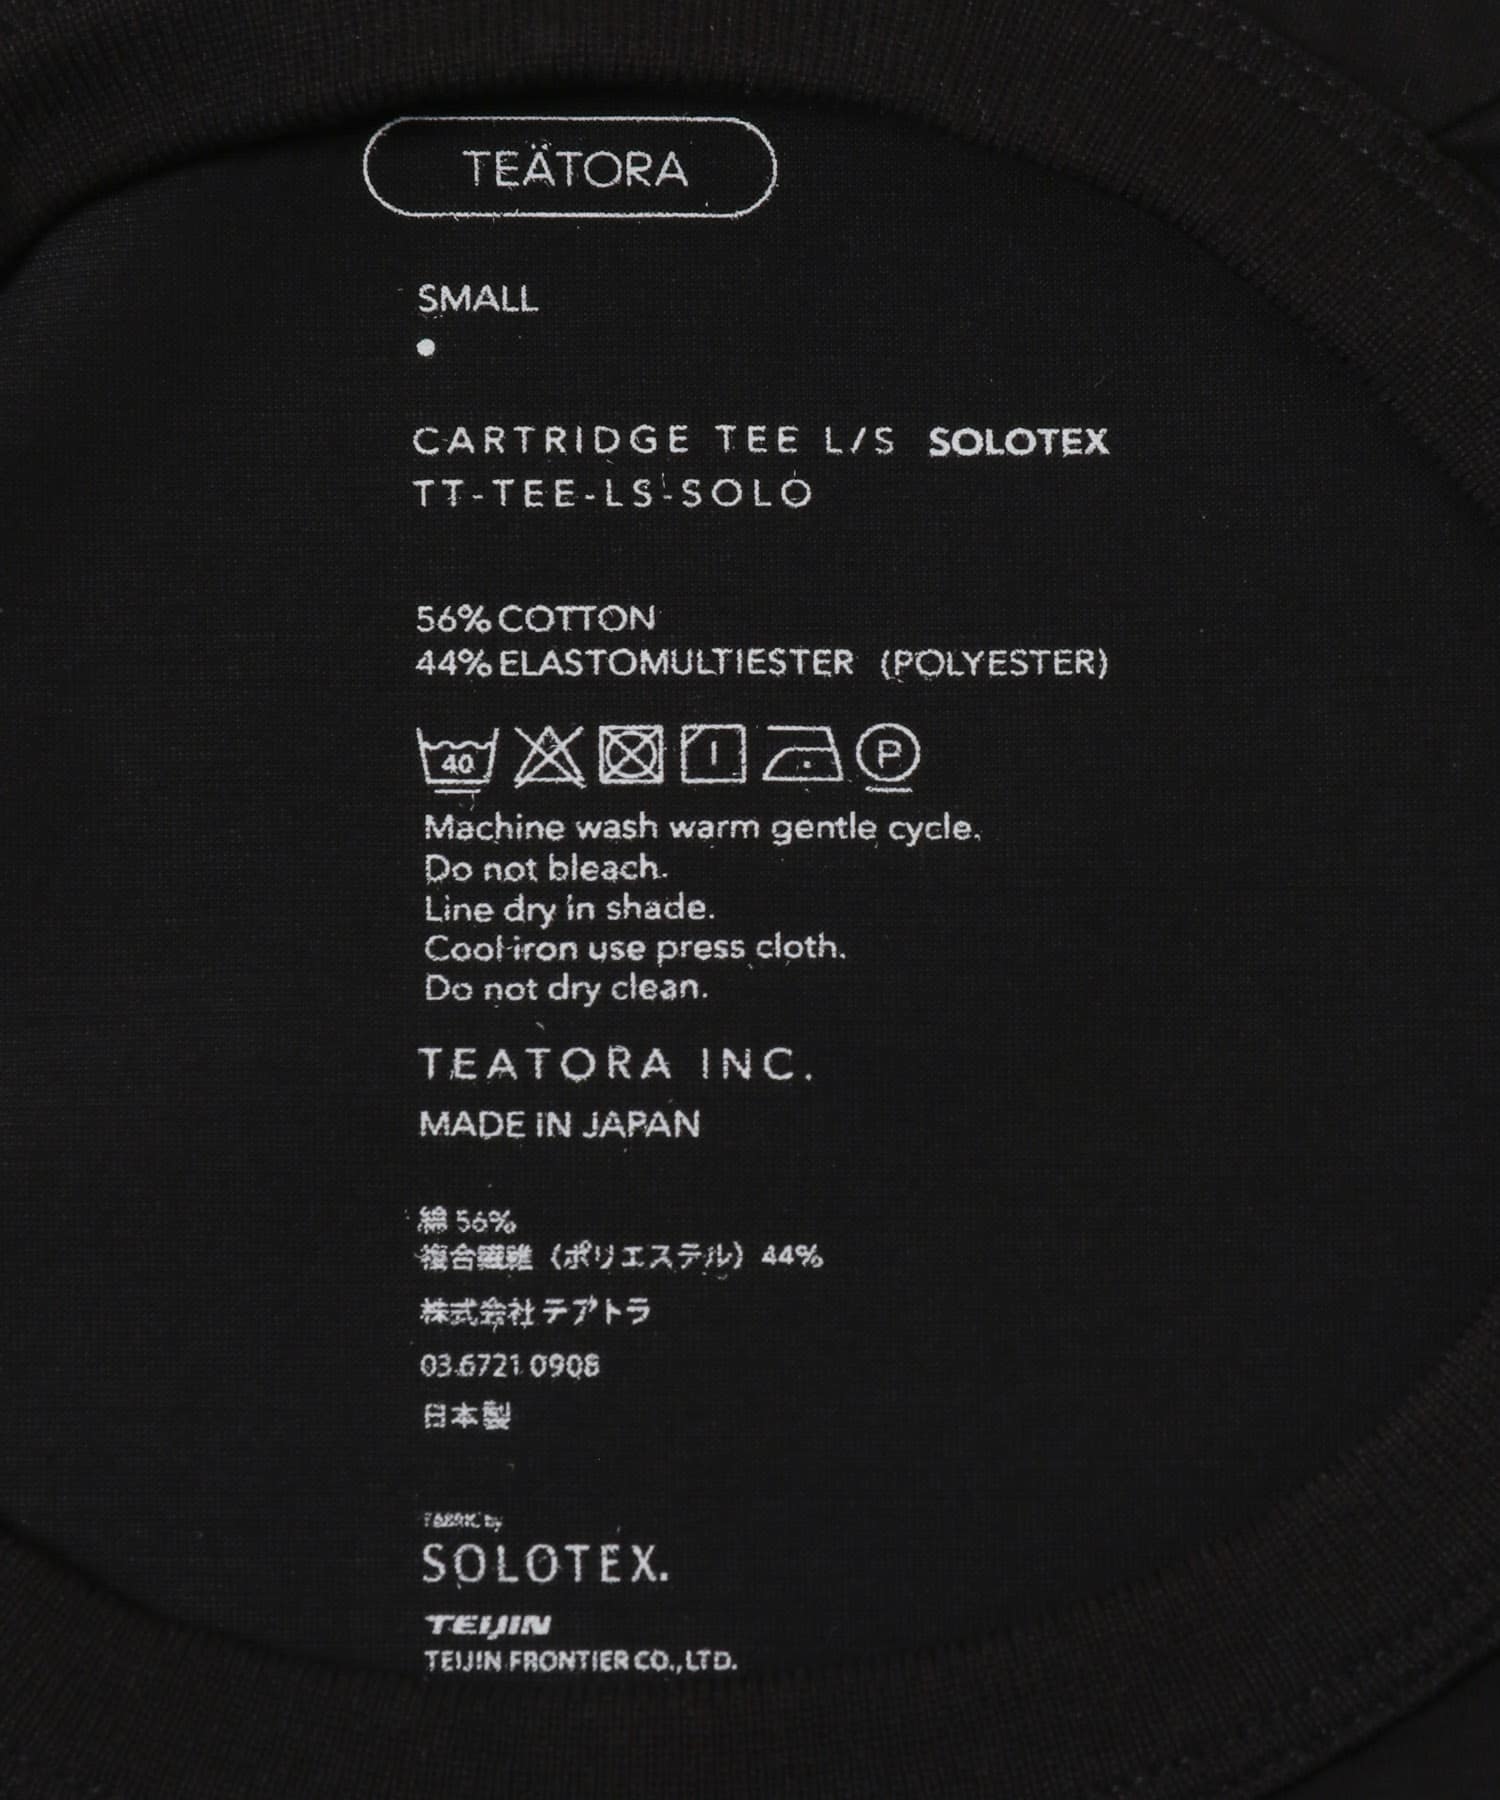 TEÄTORA
SMALL
CARTRIDGE TEE L/S SOLOTEX
TT-TEE-LS-SOLO
56% COTTON
44% ELASTOMULTIESTER (POLYESTER)
40 P
Machine wash warm gentle cycle.
Do not bleach.
Line dry in shade.
Cool iron use press cloth.
Do not dry clean.
TEATORA INC.
MADE IN JAPAN
綿 56%
複合繊維（ポリエステル）44%
株式会社 テアトラ
03.6721.0908
日本製
FABRIC by
SOLOTEX.
TEIJIN
TEIJIN FRONTIER CO., LTD.